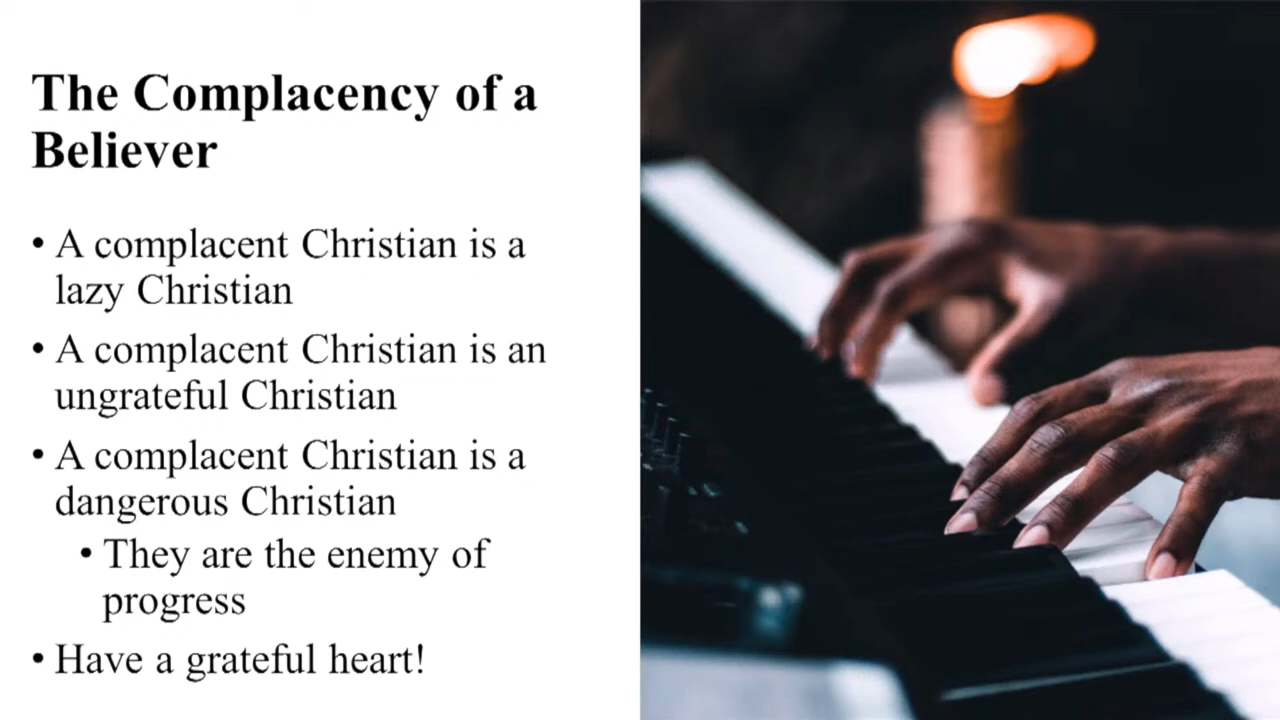 The Complacency of a
Believer
• A complacent Christian is a
lazy Christian
• A complacent Christian is an
ungrateful Christian
• A complacent Christian is a
dangerous Christian
• They are the enemy of
progress
• Have a grateful heart!